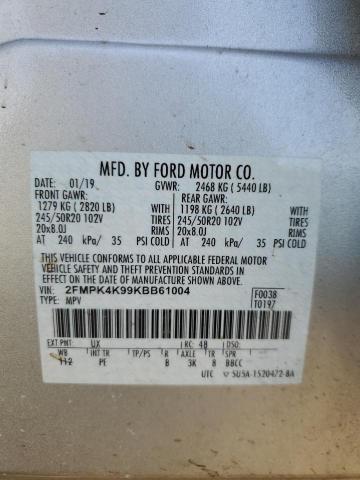 MFD. BY FORD MOTOR CO.
DATE: 01/19 GVWR: 2468 KG (5440 LB)
FRONT GAWR: REAR GAWR:
1279 KG (2820 LB) WITH 1198 KG (2640 LB) WITH
245/50R20 102V TIRES 245/50R20 102V TIRES
20x8.0J RIMS 20x8.0J RIMS
AT 240 kPa/ 35 PSI COLD AT 240 kPa/ 35 PSI COLD
THIS VEHICLE CONFORMS TO ALL APPLICABLE FEDERAL MOTOR
VEHICLE SAFETY AND BUMPER AND THEFT PREVENTION STANDARDS IN
EFFECT ON THE DATE OF MANUFACTURE SHOWN ABOVE.
VIN: 2FMPK4K99KBB61004 F0038
TYPE: MPV T0197
EXT PNT: UX RC: 48 DSO:
WB INT TR TP/PS R AXLE TR SPR
112 PE B 3K 8 BBCC
UTC ▽ 5U5A-1520472-BA